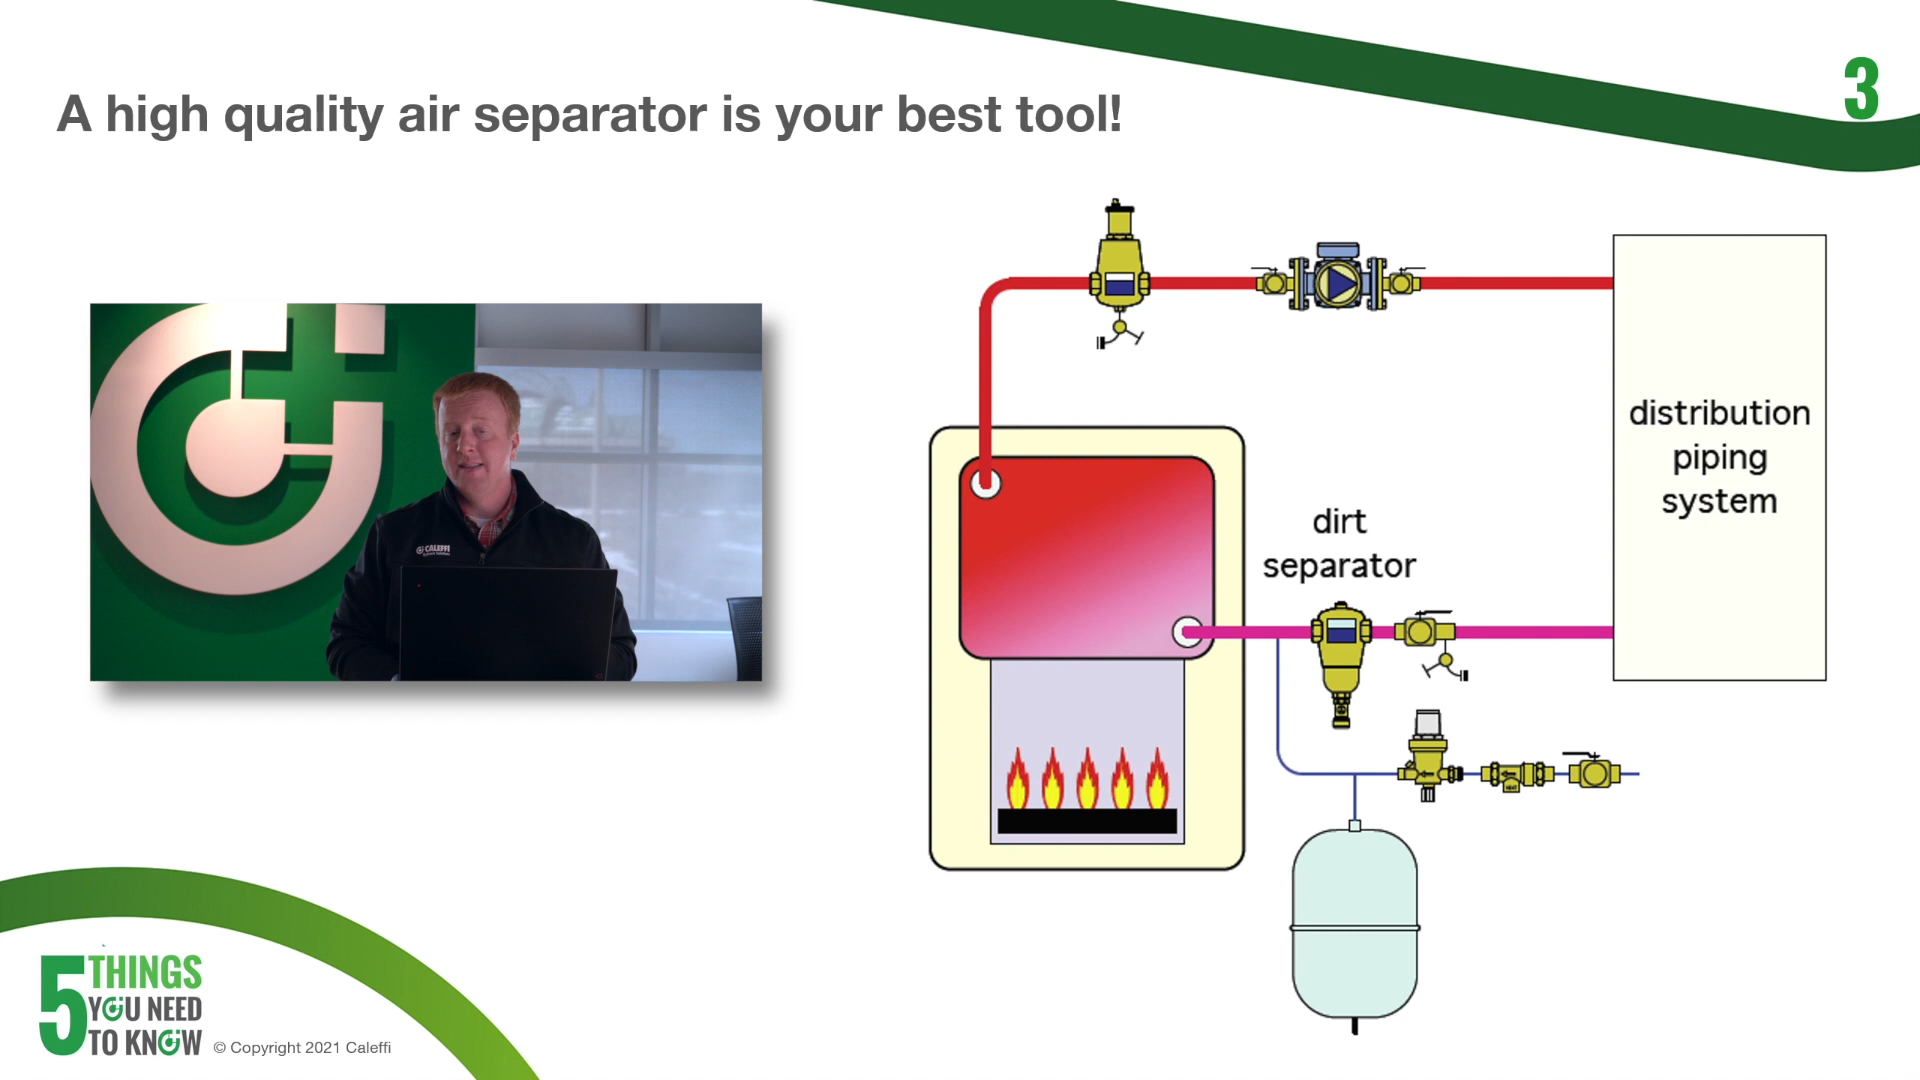 3
A high quality air separator is your best tool!
distribution
piping
system
dirt
separator
CALEFFI
5 THINGS
YOU NEED
TO KNOW
© Copyright 2021 Caleffi